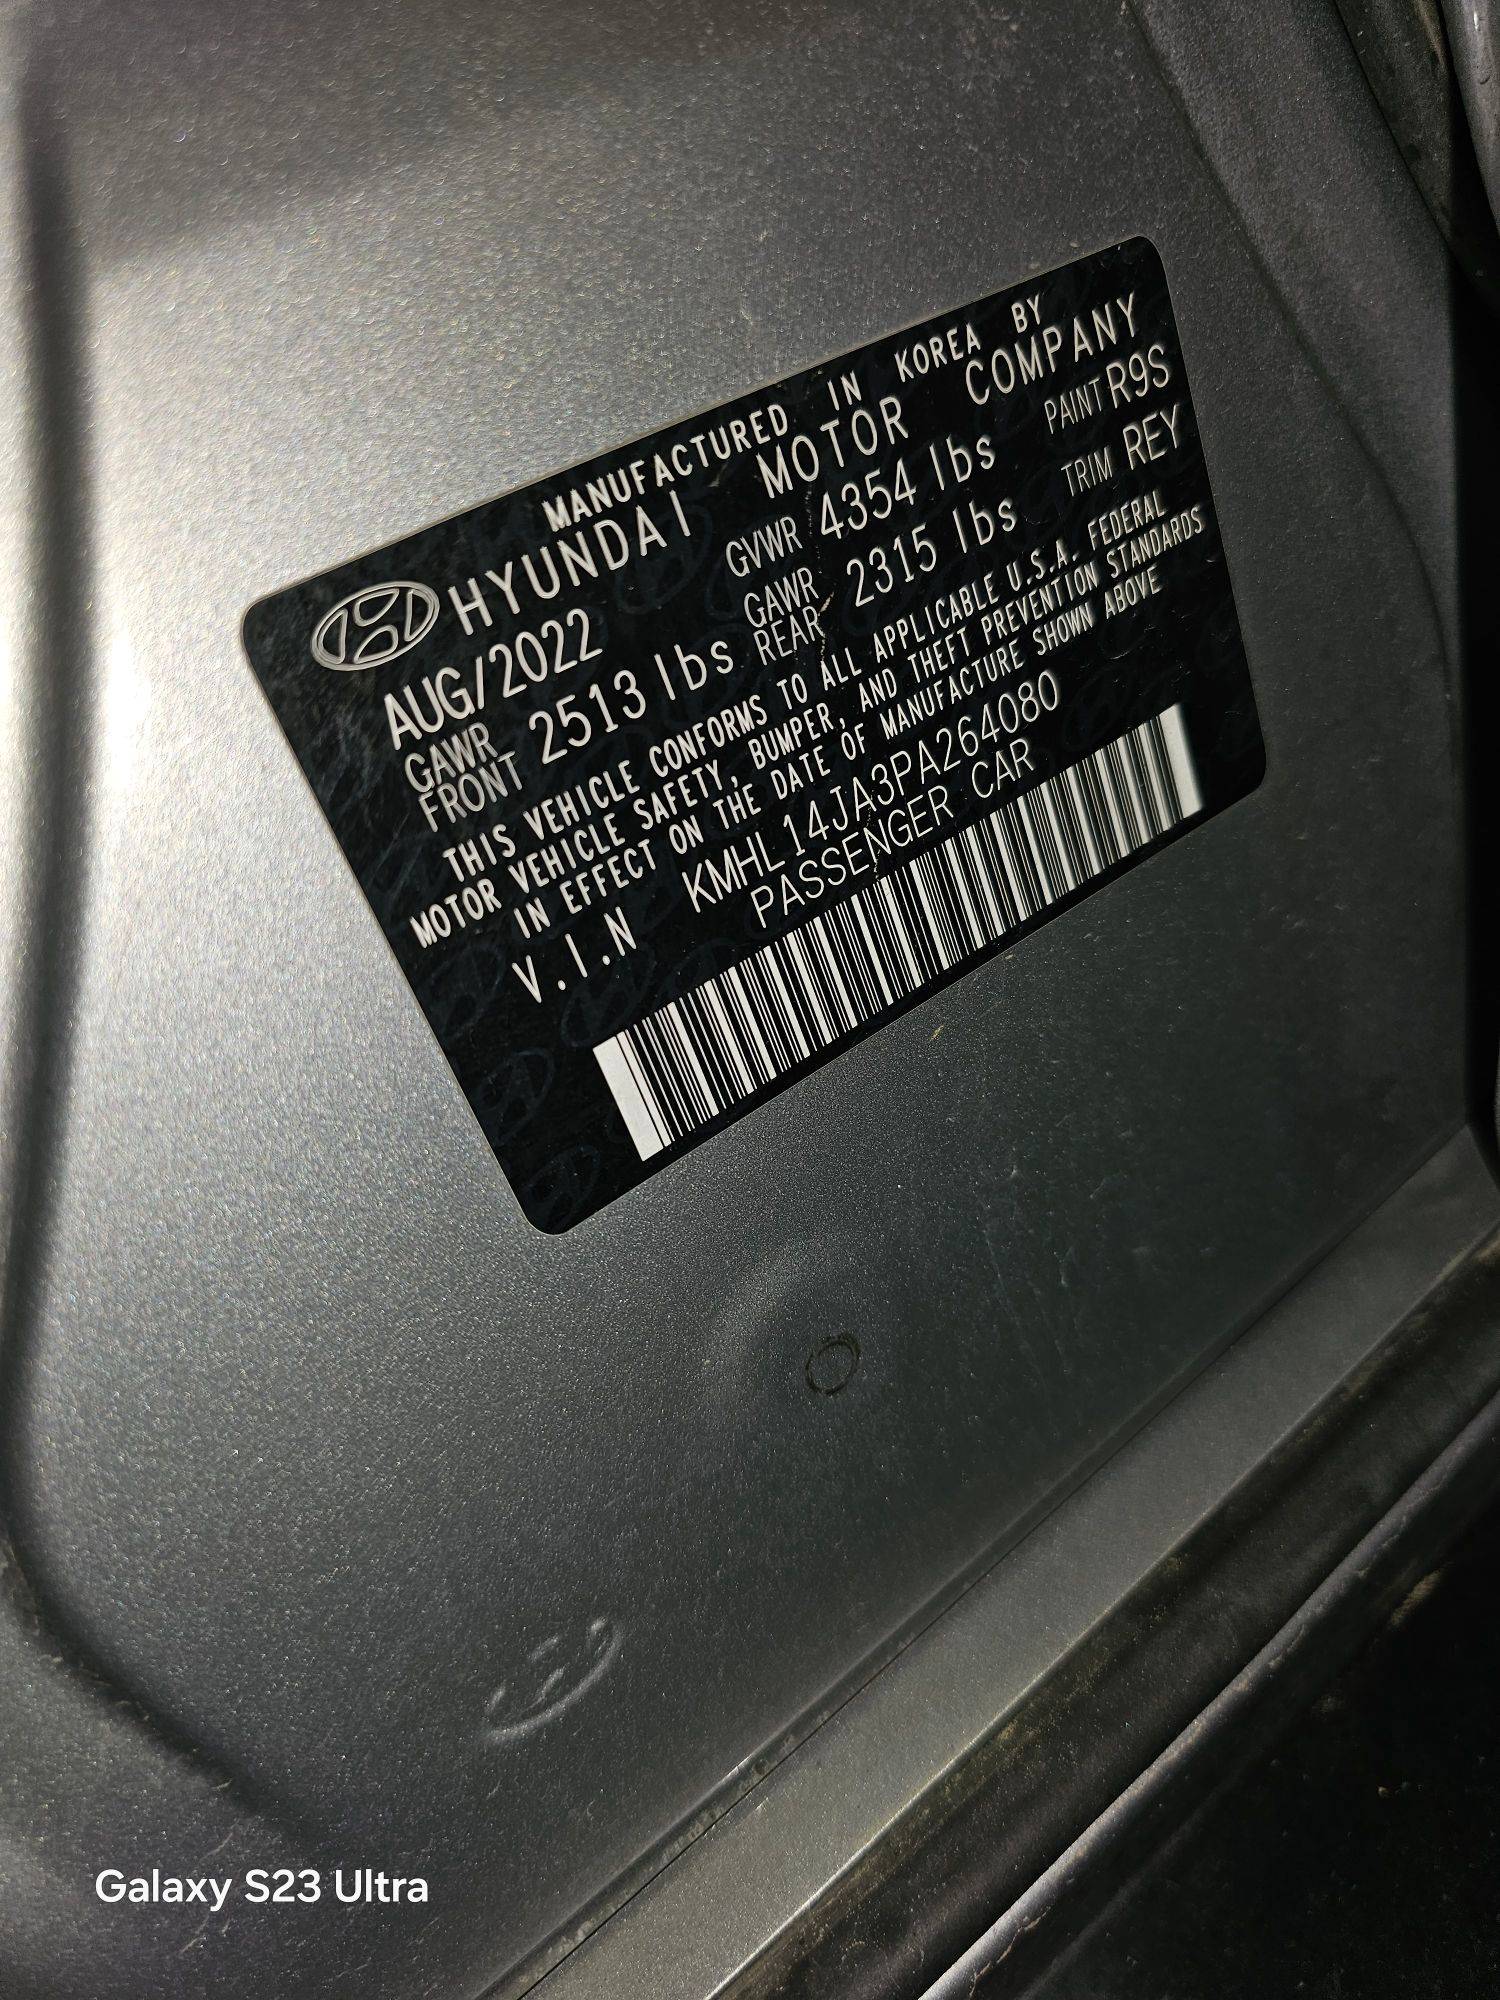 MANUFACTURED IN KOREA BY
HYUNDAI MOTOR COMPANY
AUG/2022 GVWR 4354 lbs PAINT R9S
GAWR FRONT 2513 lbs GAWR REAR 2315 lbs TRIM REY
THIS VEHICLE CONFORMS TO ALL APPLICABLE U.S.A. FEDERAL
MOTOR VEHICLE SAFETY, BUMPER, AND THEFT PREVENTION STANDARDS
IN EFFECT ON THE DATE OF MANUFACTURE SHOWN ABOVE
V.I.N KMHL14JA3PA264080
PASSENGER CAR
Galaxy S23 Ultra